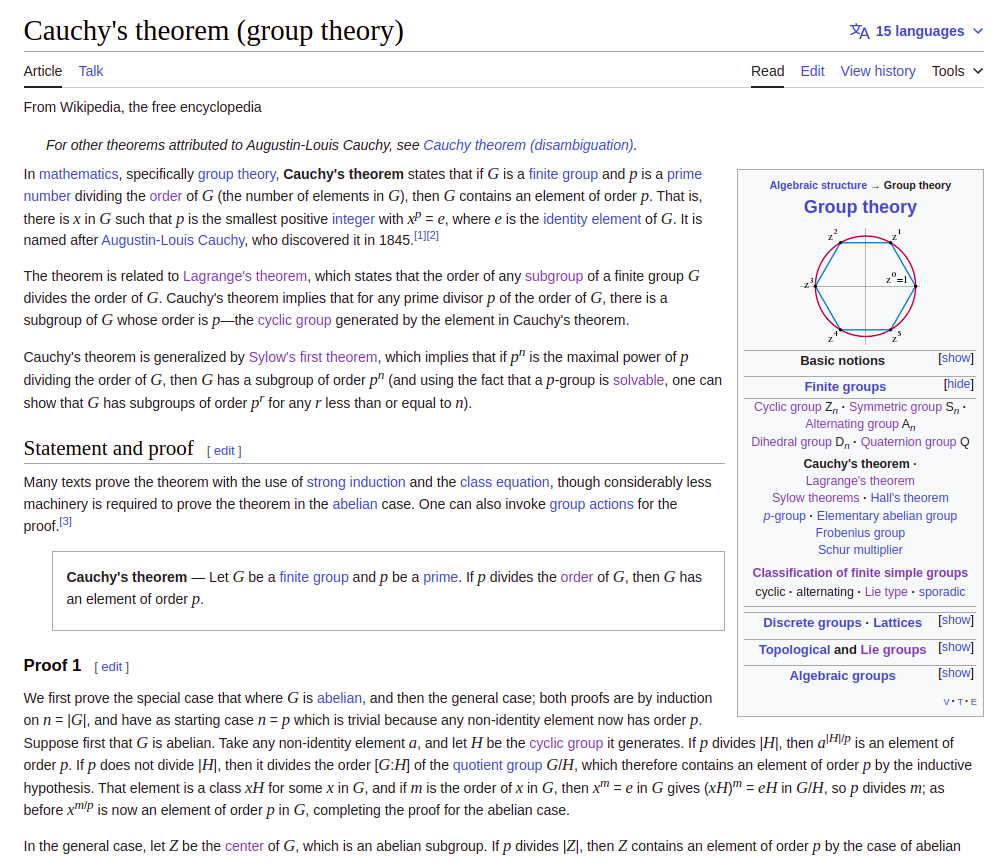 Cauchy's theorem (group theory)
15 languages
Article Talk
Read Edit View history Tools
From Wikipedia, the free encyclopedia
For other theorems attributed to Augustin-Louis Cauchy, see Cauchy theorem (disambiguation).
In mathematics, specifically group theory, Cauchy's theorem states that if G is a finite group and p is a prime
number dividing the order of G (the number of elements in G), then G contains an element of order p. That is,
there is x in G such that p is the smallest positive integer with xᵖ = e, where e is the identity element of G. It is
named after Augustin-Louis Cauchy, who discovered it in 1845.[1][2]
The theorem is related to Lagrange's theorem, which states that the order of any subgroup of a finite group G
divides the order of G. Cauchy's theorem implies that for any prime divisor p of the order of G, there is a
subgroup of G whose order is p—the cyclic group generated by the element in Cauchy's theorem.
Cauchy's theorem is generalized by Sylow's first theorem, which implies that if pⁿ is the maximal power of p
dividing the order of G, then G has a subgroup of order pⁿ (and using the fact that a p-group is solvable, one can
show that G has subgroups of order pʳ for any r less than or equal to n).
Statement and proof [ edit ]
Many texts prove the theorem with the use of strong induction and the class equation, though considerably less
machinery is required to prove the theorem in the abelian case. One can also invoke group actions for the
proof.[3]
Cauchy's theorem — Let G be a finite group and p be a prime. If p divides the order of G, then G has
an element of order p.
Proof 1 [ edit ]
We first prove the special case that where G is abelian, and then the general case; both proofs are by induction
on n = |G|, and have as starting case n = p which is trivial because any non-identity element now has order p.
Suppose first that G is abelian. Take any non-identity element a, and let H be the cyclic group it generates. If p divides |H|, then a^|H|/p is an element of
order p. If p does not divide |H|, then it divides the order [G:H] of the quotient group G/H, which therefore contains an element of order p by the inductive
hypothesis. That element is a class xH for some x in G, and if m is the order of x in G, then xᵐ = e in G gives (xH)ᵐ = eH in G/H, so p divides m; as
before x^m/p is now an element of order p in G, completing the proof for the abelian case.
In the general case, let Z be the center of G, which is an abelian subgroup. If p divides |Z|, then Z contains an element of order p by the case of abelian
Algebraic structure → Group theory
Group theory
z² z¹
z³ z⁰=1
z⁴ z⁵
Basic notions [show]
Finite groups [hide]
Cyclic group Zₙ · Symmetric group Sₙ ·
Alternating group Aₙ
Dihedral group Dₙ · Quaternion group Q
Cauchy's theorem ·
Lagrange's theorem
Sylow theorems · Hall's theorem
p-group · Elementary abelian group
Frobenius group
Schur multiplier
Classification of finite simple groups
cyclic · alternating · Lie type · sporadic
Discrete groups · Lattices [show]
Topological and Lie groups [show]
Algebraic groups [show]
V · T · E